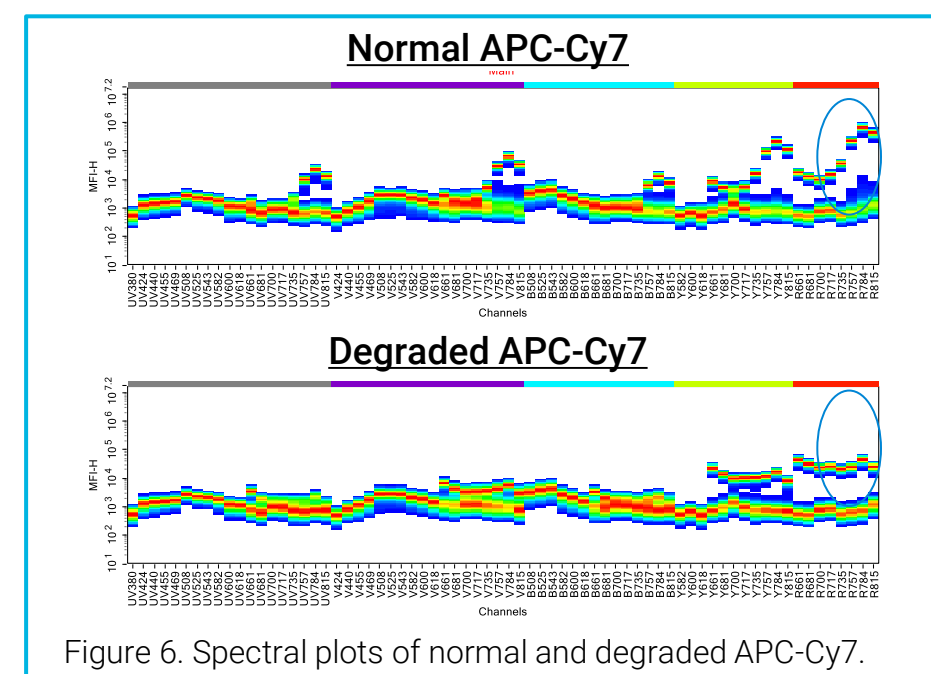 Normal APC-Cy7
10^7.2
10^6
10^5
10^4
10^3
10^2
10^1
MFI-H
UV380 UV424 UV440 UV455 UV469 UV508 UV525 UV543 UV582 UV600 UV618 UV661 UV681 UV700 UV717 UV735 UV757 UV784 UV815 V424 V440 V455 V469 V508 V525 V543 V582 V600 V618 V661 V681 V700 V717 V735 V757 V784 V815 B508 B525 B543 B582 B600 B618 B661 B681 B700 B717 B735 B757 B784 B815 Y582 Y600 Y618 Y661 Y681 Y700 Y717 Y735 Y757 Y784 Y815 R661 R681 R700 R717 R735 R757 R784 R815
Channels
Degraded APC-Cy7
10^7.2
10^6
10^5
10^4
10^3
10^2
10^1
MFI-H
UV380 UV424 UV440 UV455 UV469 UV508 UV525 UV543 UV582 UV600 UV618 UV661 UV681 UV700 UV717 UV735 UV757 UV784 UV815 V424 V440 V455 V469 V508 V525 V543 V582 V600 V618 V661 V681 V700 V717 V735 V757 V784 V815 B508 B525 B543 B582 B600 B618 B661 B681 B700 B717 B735 B757 B784 B815 Y582 Y600 Y618 Y661 Y681 Y700 Y717 Y735 Y757 Y784 Y815 R661 R681 R700 R717 R735 R757 R784 R815
Channels
Figure 6. Spectral plots of normal and degraded APC-Cy7.